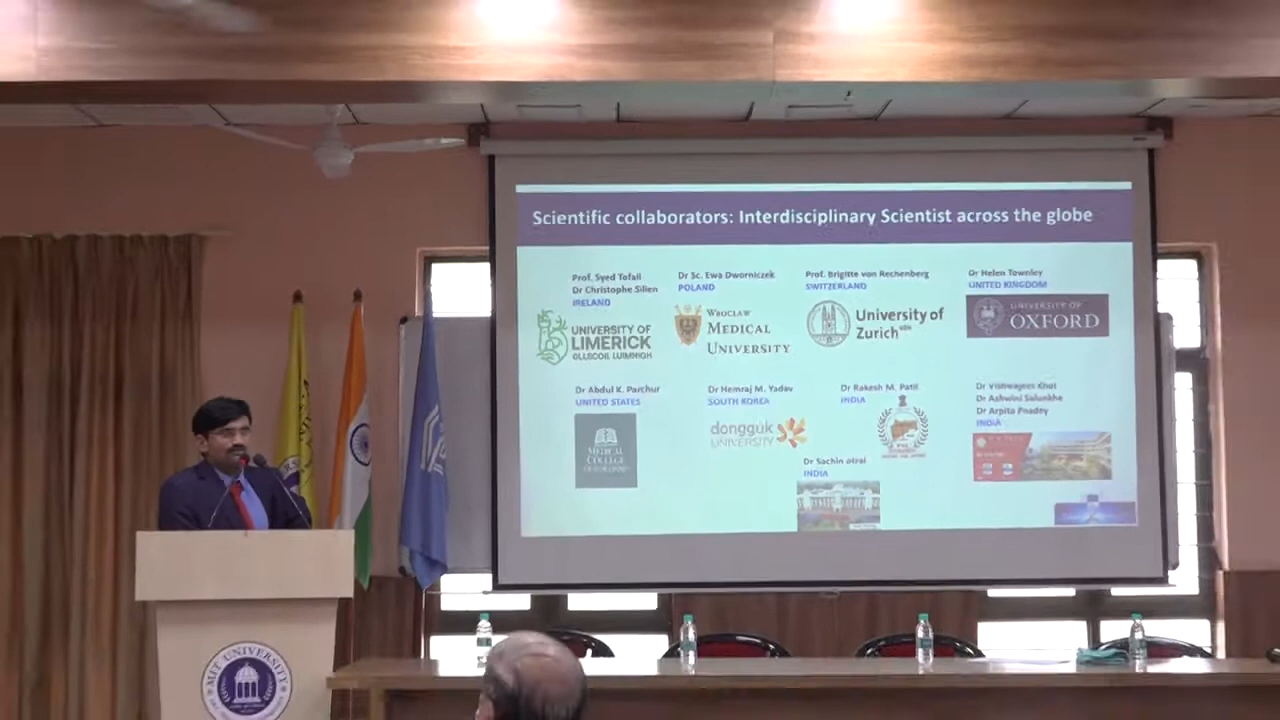 Scientific collaborators: Interdisciplinary Scientist across the globe
Prof. Syed Tofail
Dr Christophe Silien
IRELAND
UNIVERSITY OF
LIMERICK
OLLSCOIL LUIMNIGH
Dr Sc. Ewa Dworniczek
POLAND
WROCLAW
MEDICAL
UNIVERSITY
Prof. Brigitte von Rechenberg
SWITZERLAND
University of
Zurich
Dr Helen Townley
UNITED KINGDOM
UNIVERSITY OF
OXFORD
Dr Abdul K. Parchur
UNITED STATES
MEDICAL
COLLEGE
Dr Hemraj M. Yadav
SOUTH KOREA
dongguk
UNIVERSITY
Dr Rakesh M. Patil
INDIA
Dr Sachin
INDIA
Dr Vishwajeet Khot
Dr Ashwini Salunkhe
Dr Arpita
INDIA
MIT UNIVERSITY